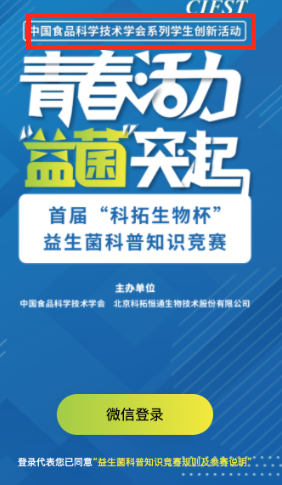 CIFST
中国食品科学技术学会系列学生创新活动
青春活力
“益菌”突起
首届“科拓生物杯”
益生菌科普知识竞赛
主办单位
中国食品科学技术学会 北京科拓恒通生物技术股份有限公司
微信登录
登录代表您已同意“益生菌科普知识竞赛规则及参赛说明”